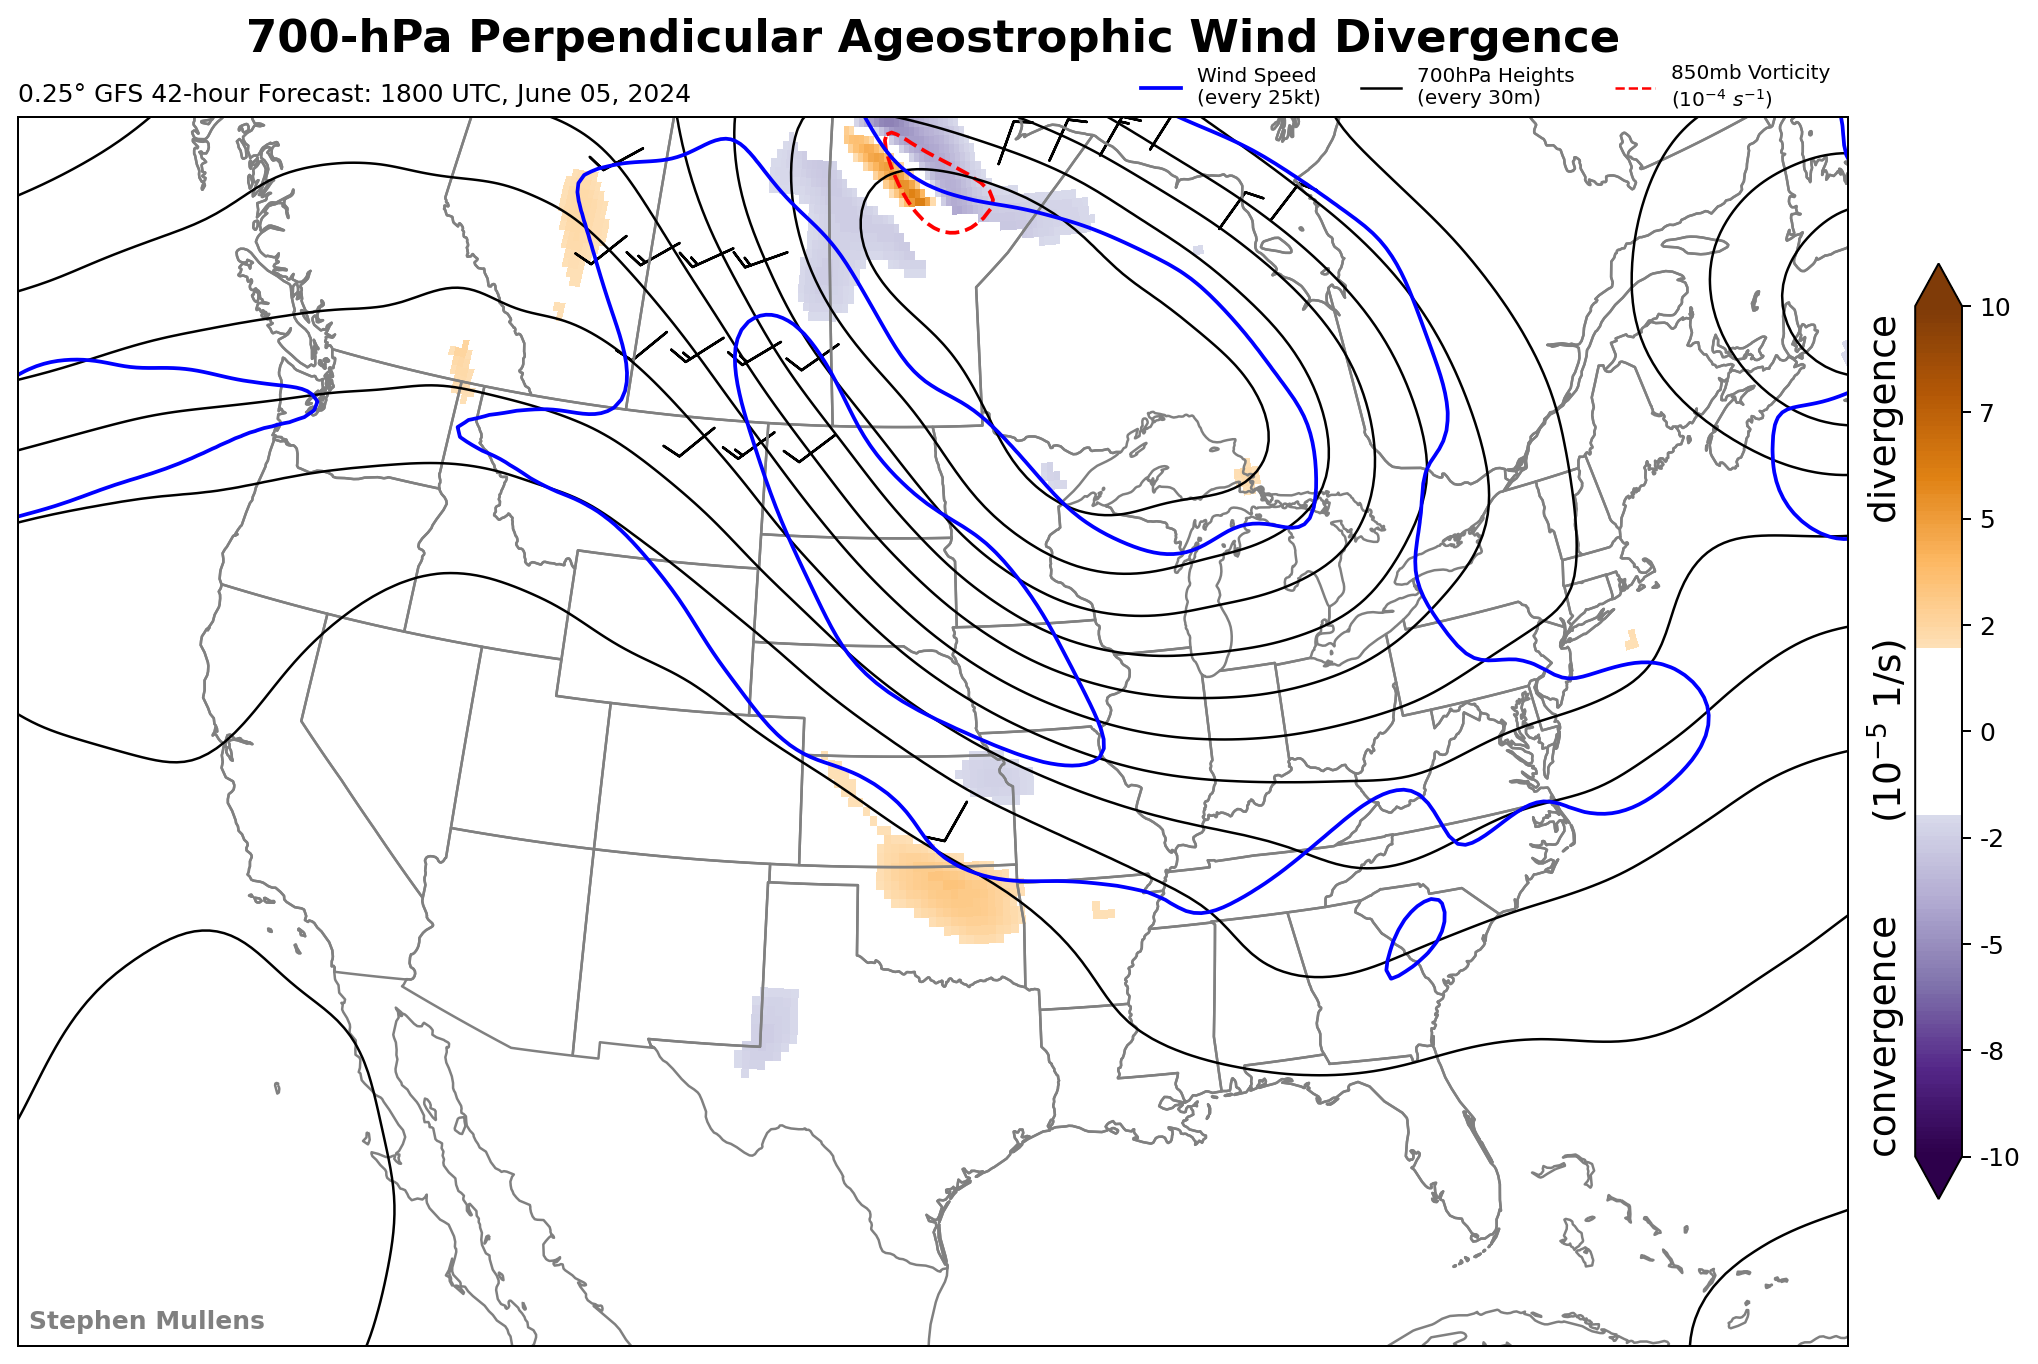 700-hPa Perpendicular Ageostrophic Wind Divergence
0.25° GFS 42-hour Forecast: 1800 UTC, June 05, 2024
Wind Speed
(every 25kt)
700hPa Heights
(every 30m)
850mb Vorticity
(10⁻⁴ s⁻¹)
10
7
5
2
0
-2
-5
-8
-10
convergence (10⁻⁵ 1/s) divergence
Stephen Mullens